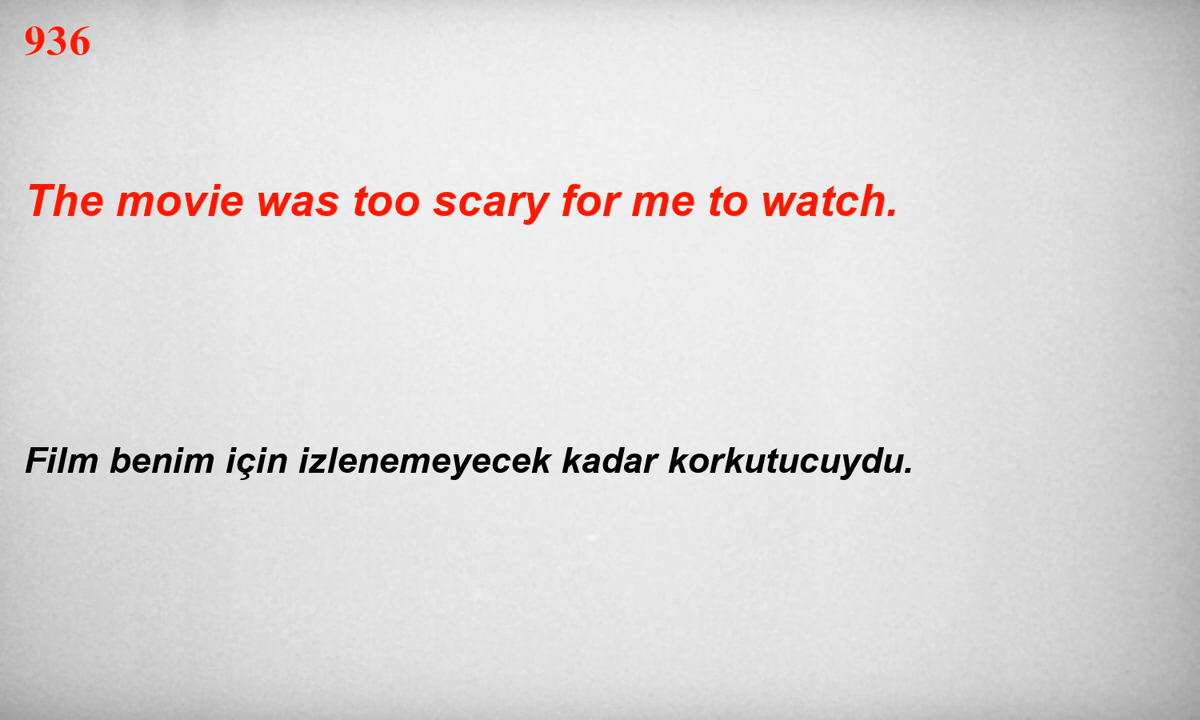 936
The movie was too scary for me to watch.
Film benim için izlenemeyecek kadar korkutucuydu.